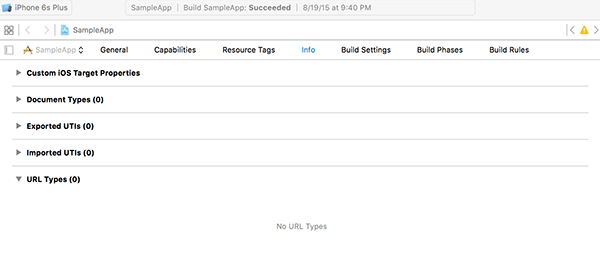 iPhone 6s Plus SampleApp | Build SampleApp: Succeeded | 8/19/15 at 9:40 PM
SampleApp
SampleApp General Capabilities Resource Tags Info Build Settings Build Phases Build Rules
Custom iOS Target Properties
Document Types (0)
Exported UTIs (0)
Imported UTIs (0)
URL Types (0)
No URL Types